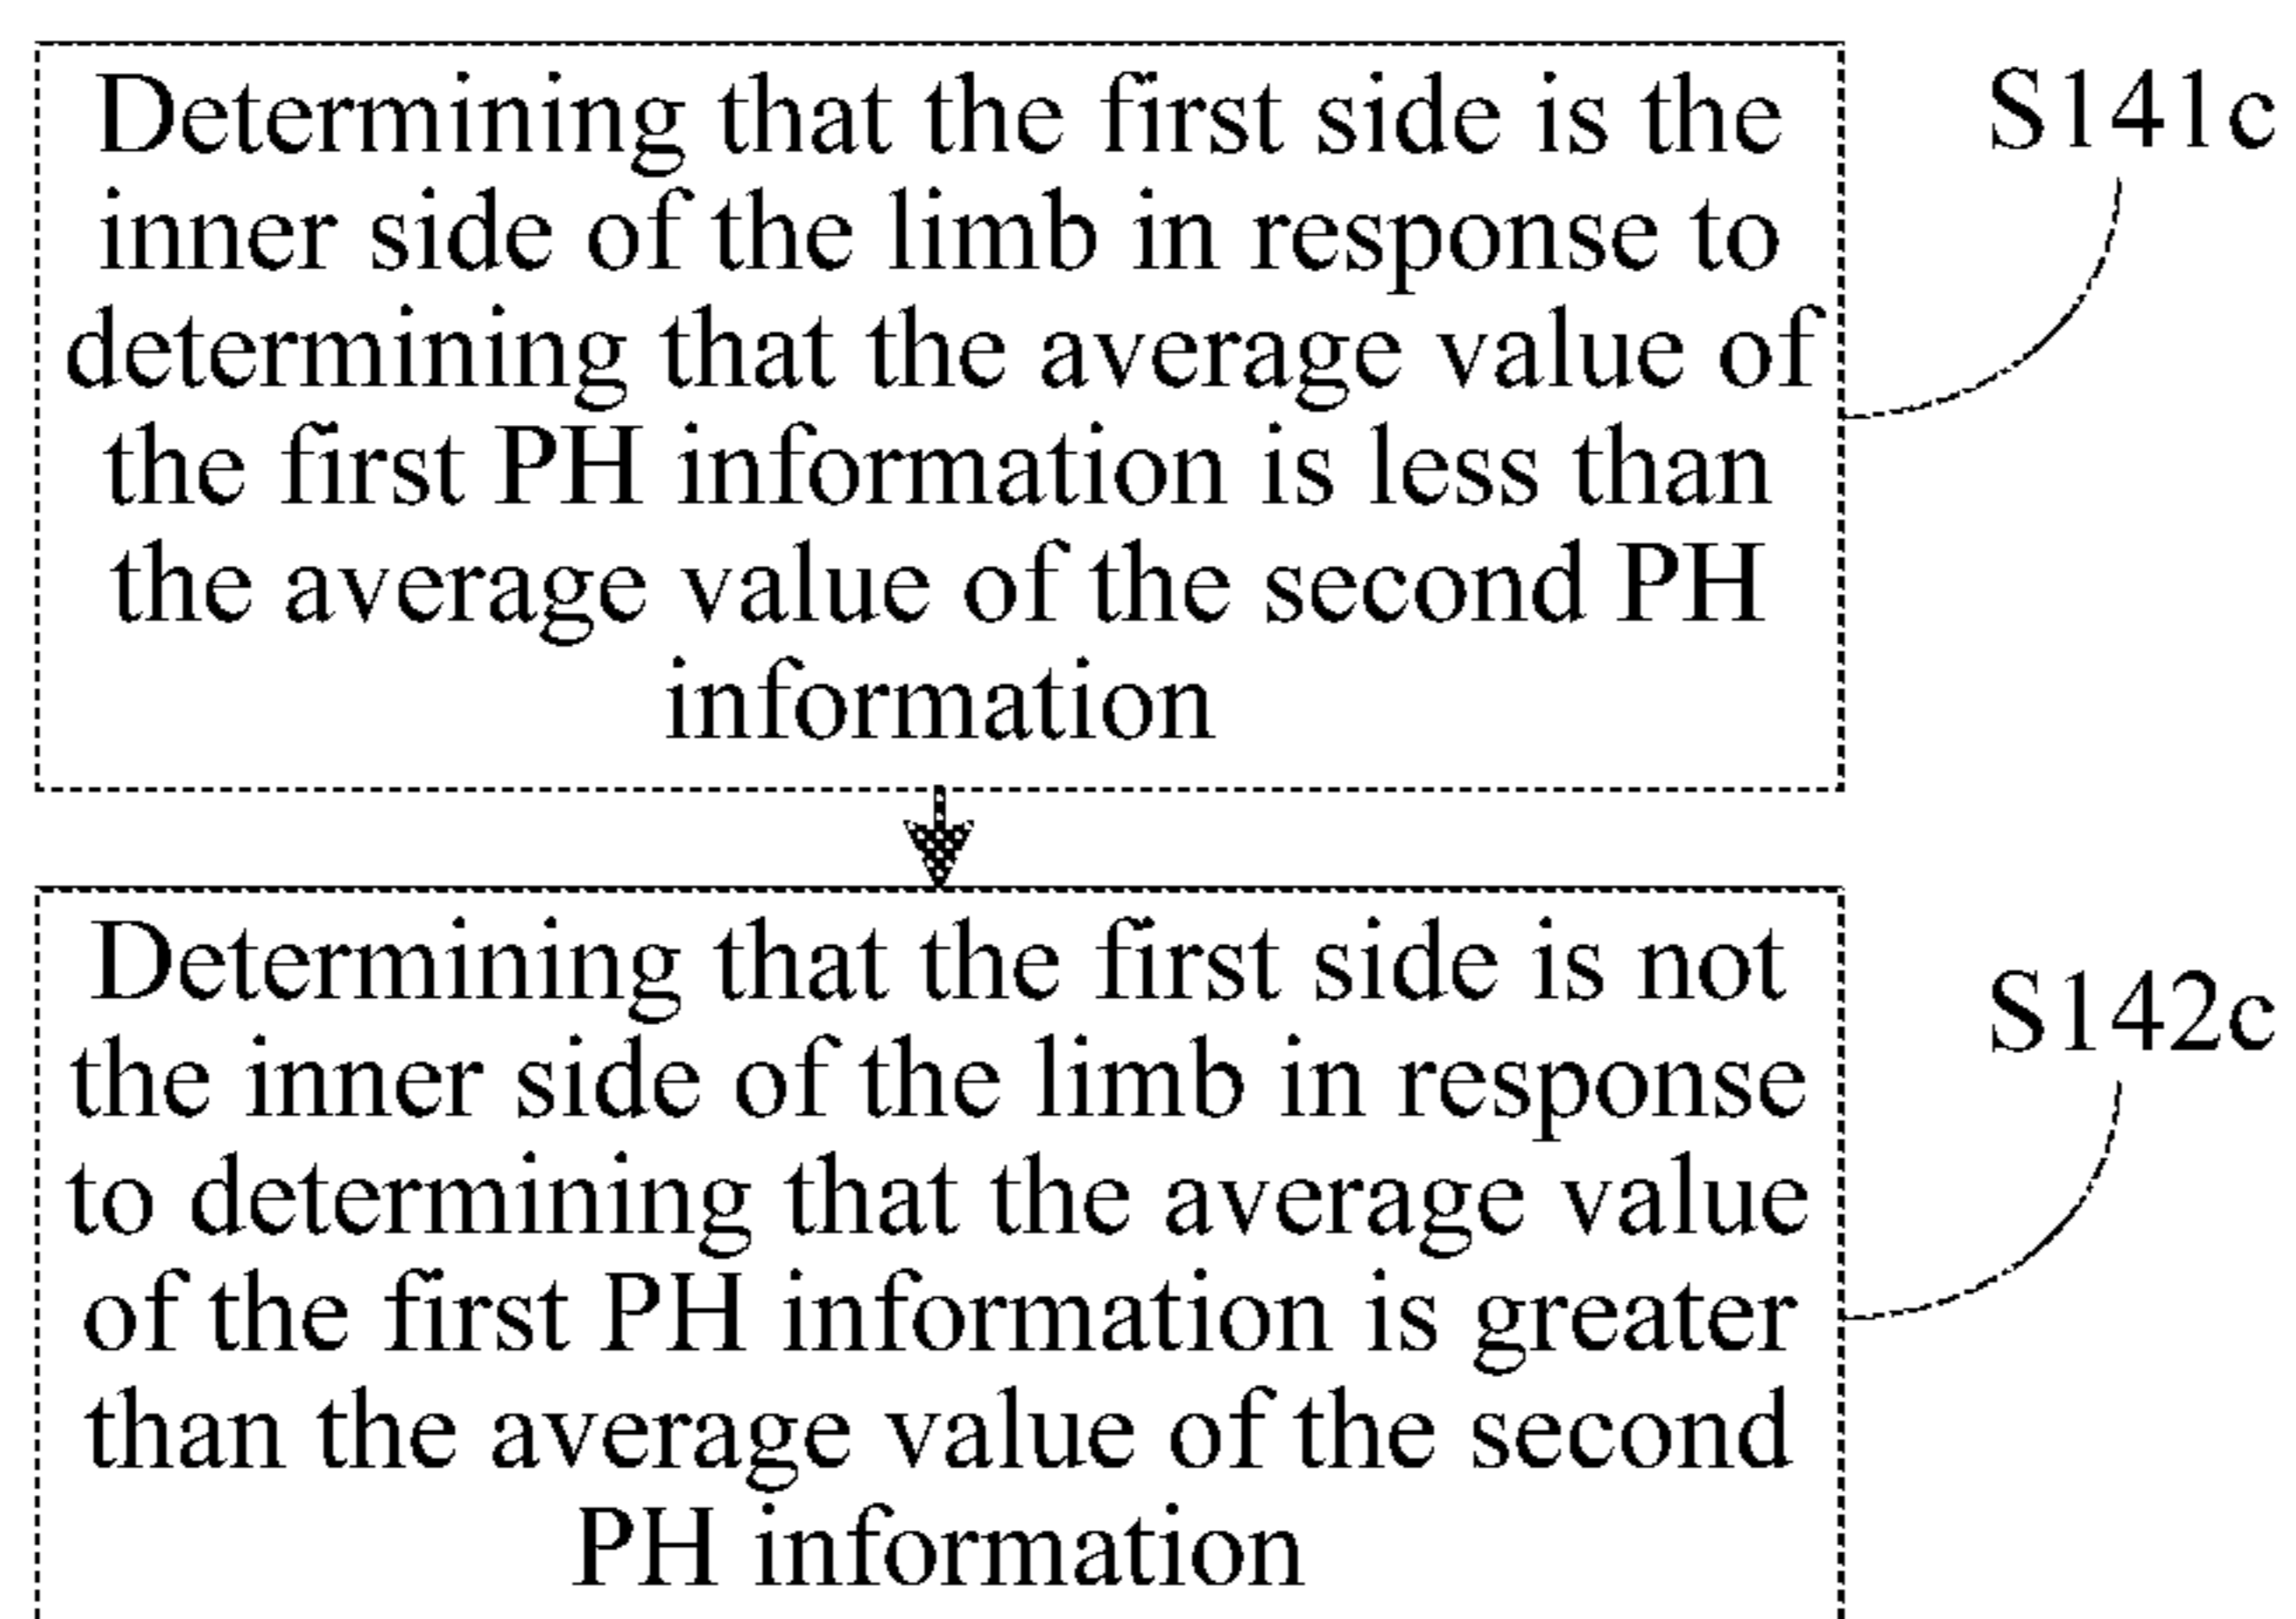 Determining that the first side is the
inner side of the limb in response to
determining that the average value of
the first PH information is less than
the average value of the second PH
information
S141c
Determining that the first side is not
the inner side of the limb in response
to determining that the average value
of the first PH information is greater
than the average value of the second
PH information
S142c